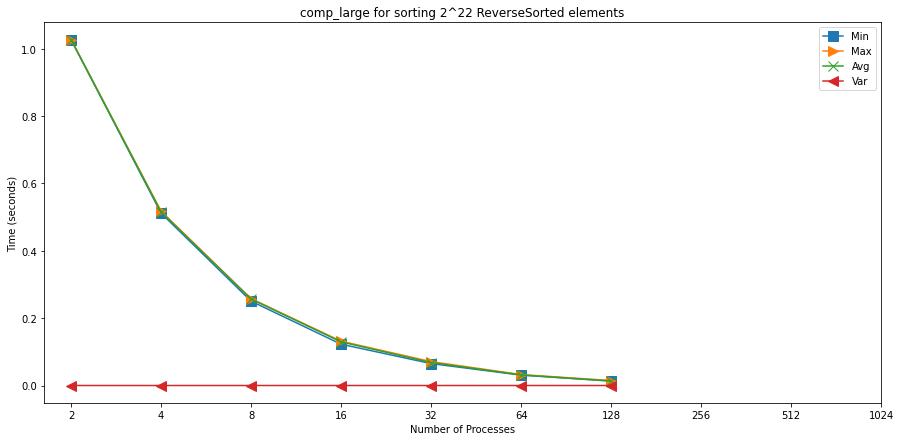 comp_large for sorting 2^22 ReverseSorted elements
Min
Max
Avg
Var
Time (seconds)
1.0
0.8
0.6
0.4
0.2
0.0
2 4 8 16 32 64 128 256 512 1024
Number of Processes